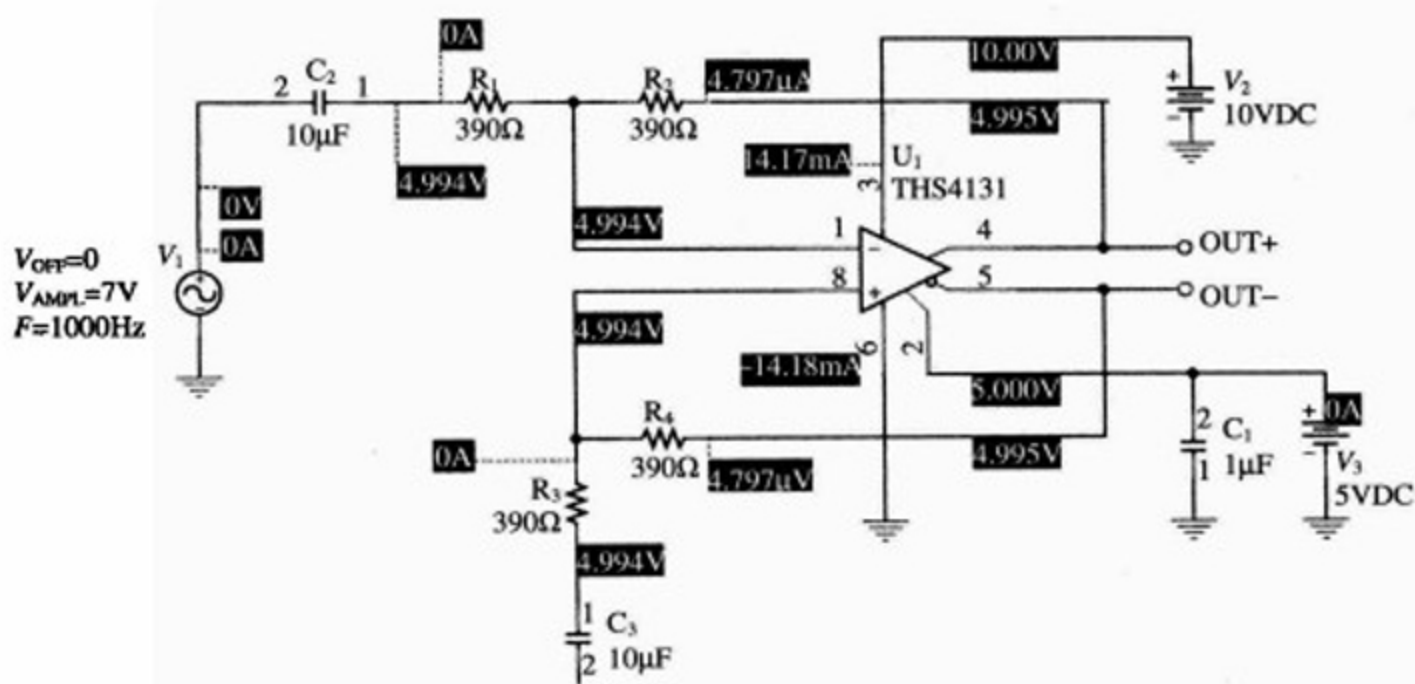 0A
C₂
2
1
10µF
R₁
390Ω
R₂
390Ω
4.797µA
10.00V
4.995V
+
-
V₂
10VDC
4.994V
14.17mA
3
U₁
THS4131
0V
0A
V₁
+
V_OFF=0
V_AMPL=7V
F=1000Hz
4.994V
1
−
8
+
4
5
OUT+
OUT−
4.994V
-14.18mA
6
2
5.000V
0A
R₄
390Ω
4.797µV
4.995V
2
1
C₁
1µF
+
-
0A
V₃
5VDC
R₃
390Ω
4.994V
1
2
C₃
10µF